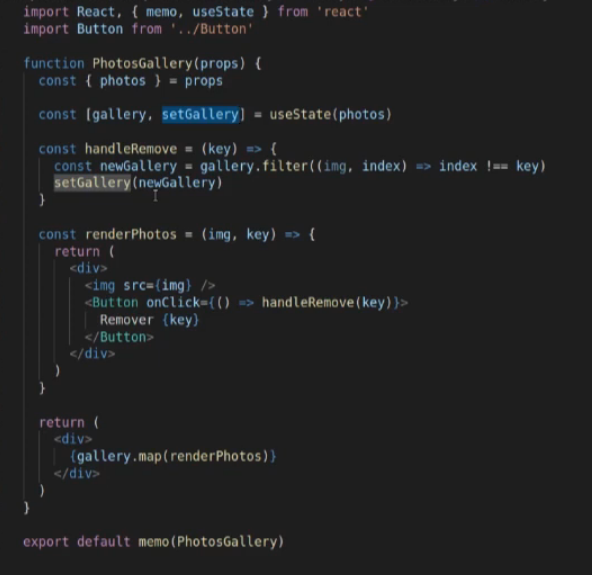 import React, { memo, useState } from 'react'
import Button from '../Button'
function PhotosGallery(props) {
const { photos } = props
const [gallery, setGallery] = useState(photos)
const handleRemove = (key) => {
const newGallery = gallery.filter((img, index) => index !== key)
setGallery(newGallery)
}
const renderPhotos = (img, key) => {
return (
<div>
<img src={img} />
<Button onClick={() => handleRemove(key)}>
Remover {key}
</Button>
</div>
)
}
return (
<div>
{gallery.map(renderPhotos)}
</div>
)
}
export default memo(PhotosGallery)